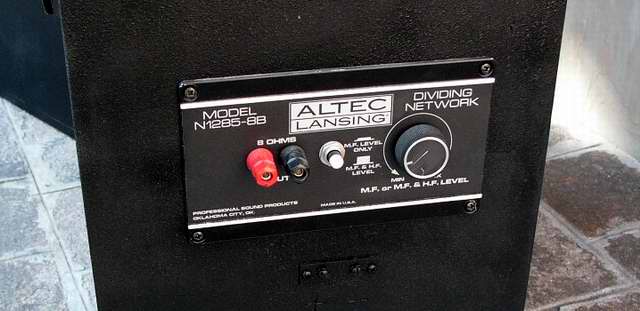 MODEL
N1285-8B
ALTEC
LANSING
DIVIDING
NETWORK
8 OHMS
UT
M.F. LEVEL
ONLY
M.F. & H.F.
LEVEL
MIN
M.F. or M.F. & H.F. LEVEL
PROFESSIONAL SOUND PRODUCTS
OKLAHOMA CITY, OK.
MADE IN U.S.A.